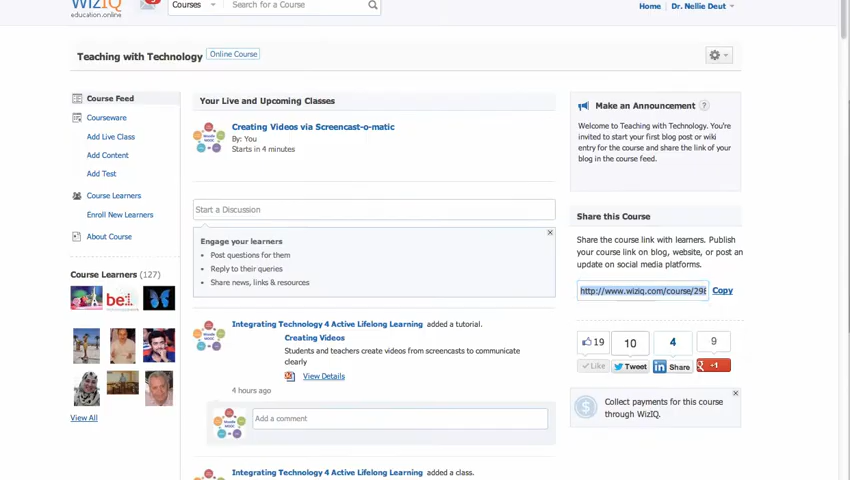 WizIQ
education.online
Courses
Search for a Course
Home
Dr. Nellie Deut
Teaching with Technology
Online Course
Course Feed
Courseware
Add Live Class
Add Content
Add Test
Course Learners
Enroll New Learners
About Course
Course Learners (127)
be
View All
Your Live and Upcoming Classes
Creating Videos via Screencast-o-matic
By: You
Starts in 4 minutes
Start a Discussion
Engage your learners
Post questions for them
Reply to their queries
Share news, links & resources
Integrating Technology 4 Active Lifelong Learning added a tutorial.
Creating Videos
Students and teachers create videos from screencasts to communicate
clearly
View Details
4 hours ago
Add a comment
Integrating Technology 4 Active Lifelong Learning added a class.
Make an Announcement ?
Welcome to Teaching with Technology. You're
invited to start your first blog post or wiki
entry for the course and share the link of your
blog in the course feed.
Share this Course
Share the course link with learners. Publish
your course link on blog, website, or post an
update on social media platforms.
http://www.wiziq.com/course/298 Copy
19 10 4 9
Like Tweet Share +1
Collect payments for this course
through WizIQ.